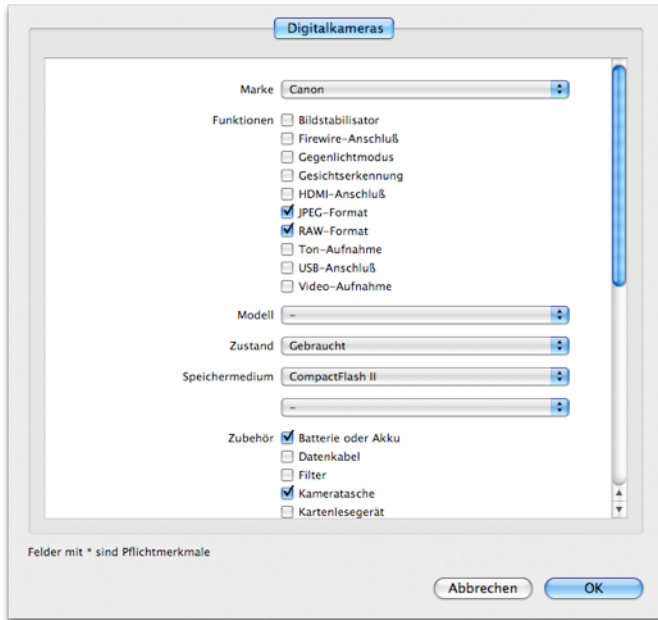 Digitalkameras
Marke Canon
Funktionen Bildstabilisator
Firewire-Anschluß
Gegenlichtmodus
Gesichtserkennung
HDMI-Anschluß
JPEG-Format
RAW-Format
Ton-Aufnahme
USB-Anschluß
Video-Aufnahme
Modell -
Zustand Gebraucht
Speichermedium CompactFlash II
-
Zubehör Batterie oder Akku
Datenkabel
Filter
Kameratasche
Kartenlesegerät
Felder mit * sind Pflichtmerkmale
Abbrechen OK